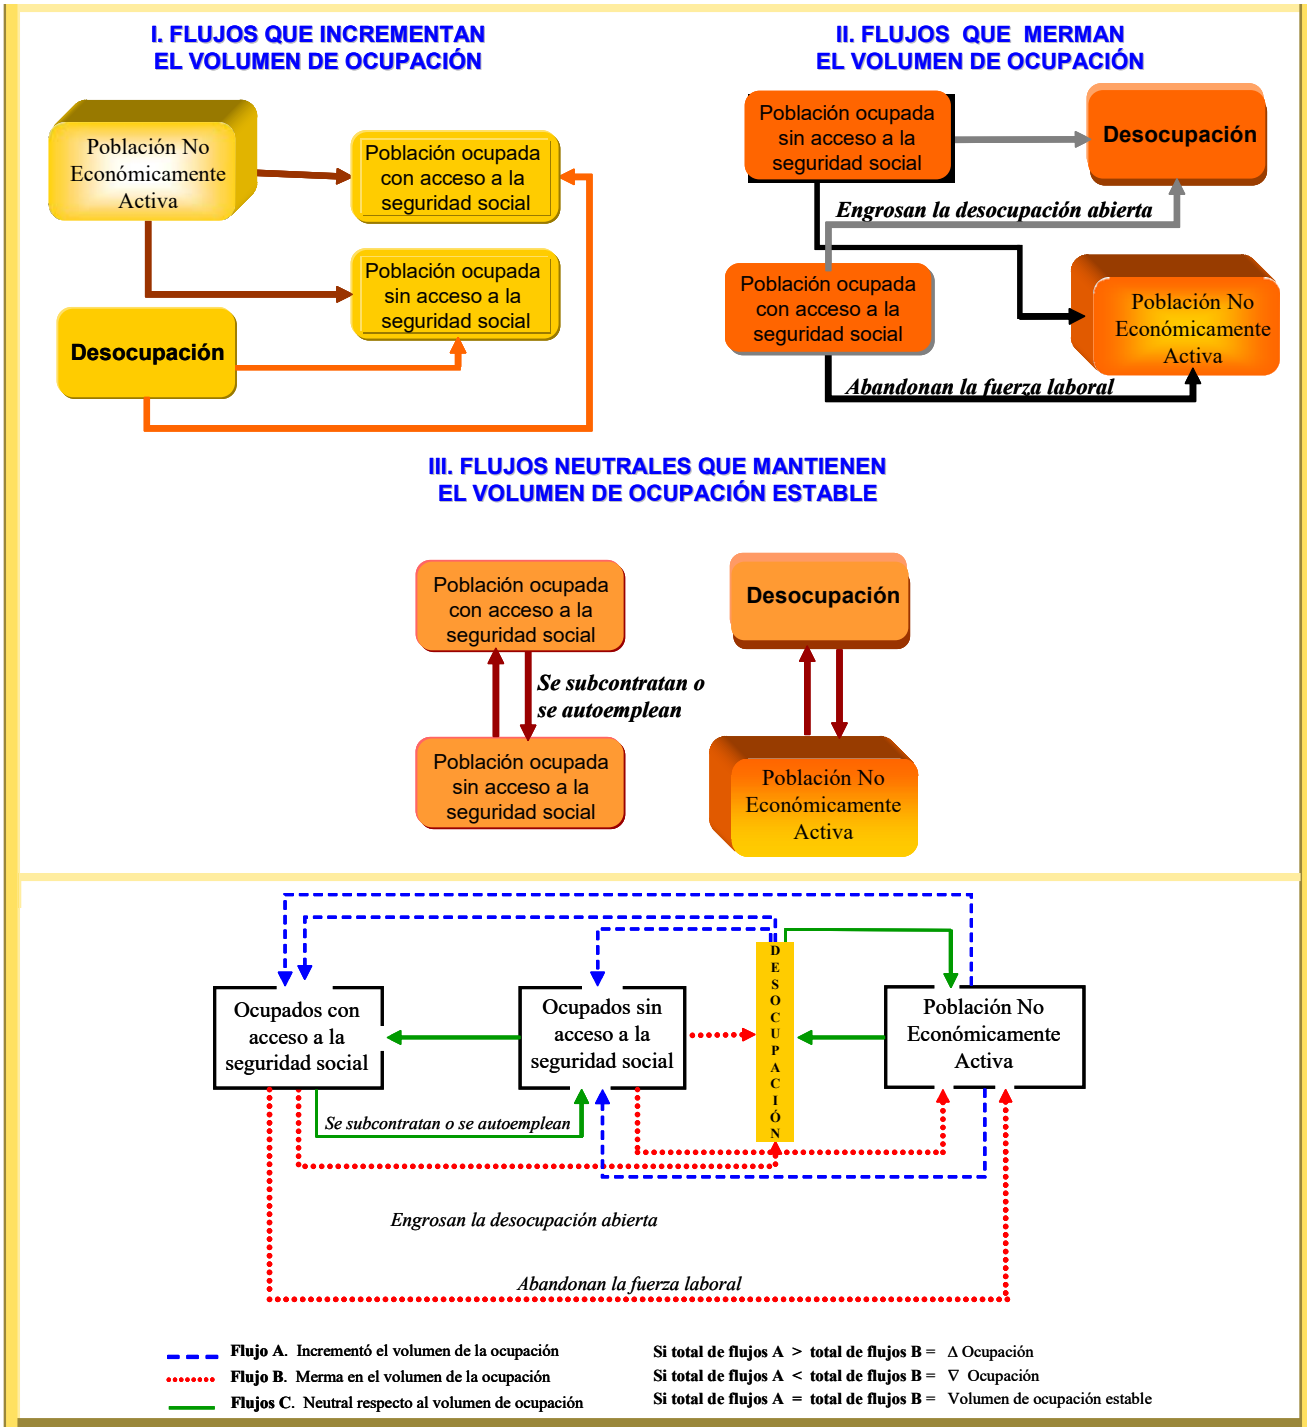 I. FLUJOS QUE INCREMENTAN
EL VOLUMEN DE OCUPACIÓN
Población No
Económicamente
Activa
Población ocupada
con acceso a la
seguridad social
Población ocupada
sin acceso a la
seguridad social
Desocupación
II. FLUJOS QUE MERMAN
EL VOLUMEN DE OCUPACIÓN
Población ocupada
sin acceso a la
seguridad social
Desocupación
Engrosan la desocupación abierta
Población ocupada
con acceso a la
seguridad social
Población No
Económicamente
Activa
Abandonan la fuerza laboral
III. FLUJOS NEUTRALES QUE MANTIENEN
EL VOLUMEN DE OCUPACIÓN ESTABLE
Población ocupada
con acceso a la
seguridad social
Se subcontratan o
se autoemplean
Población ocupada
sin acceso a la
seguridad social
Desocupación
Población No
Económicamente
Activa
Ocupados con
acceso a la
seguridad social
Ocupados sin
acceso a la
seguridad social
DESOCUPACIÓN
Población No
Económicamente
Activa
Se subcontratan o se autoemplean
Engrosan la desocupación abierta
Abandonan la fuerza laboral
Flujo A. Incrementó el volumen de la ocupación
Flujo B. Merma en el volumen de la ocupación
Flujos C. Neutral respecto al volumen de ocupación
Si total de flujos A > total de flujos B = Δ Ocupación
Si total de flujos A < total de flujos B = ∇ Ocupación
Si total de flujos A = total de flujos B = Volumen de ocupación estable